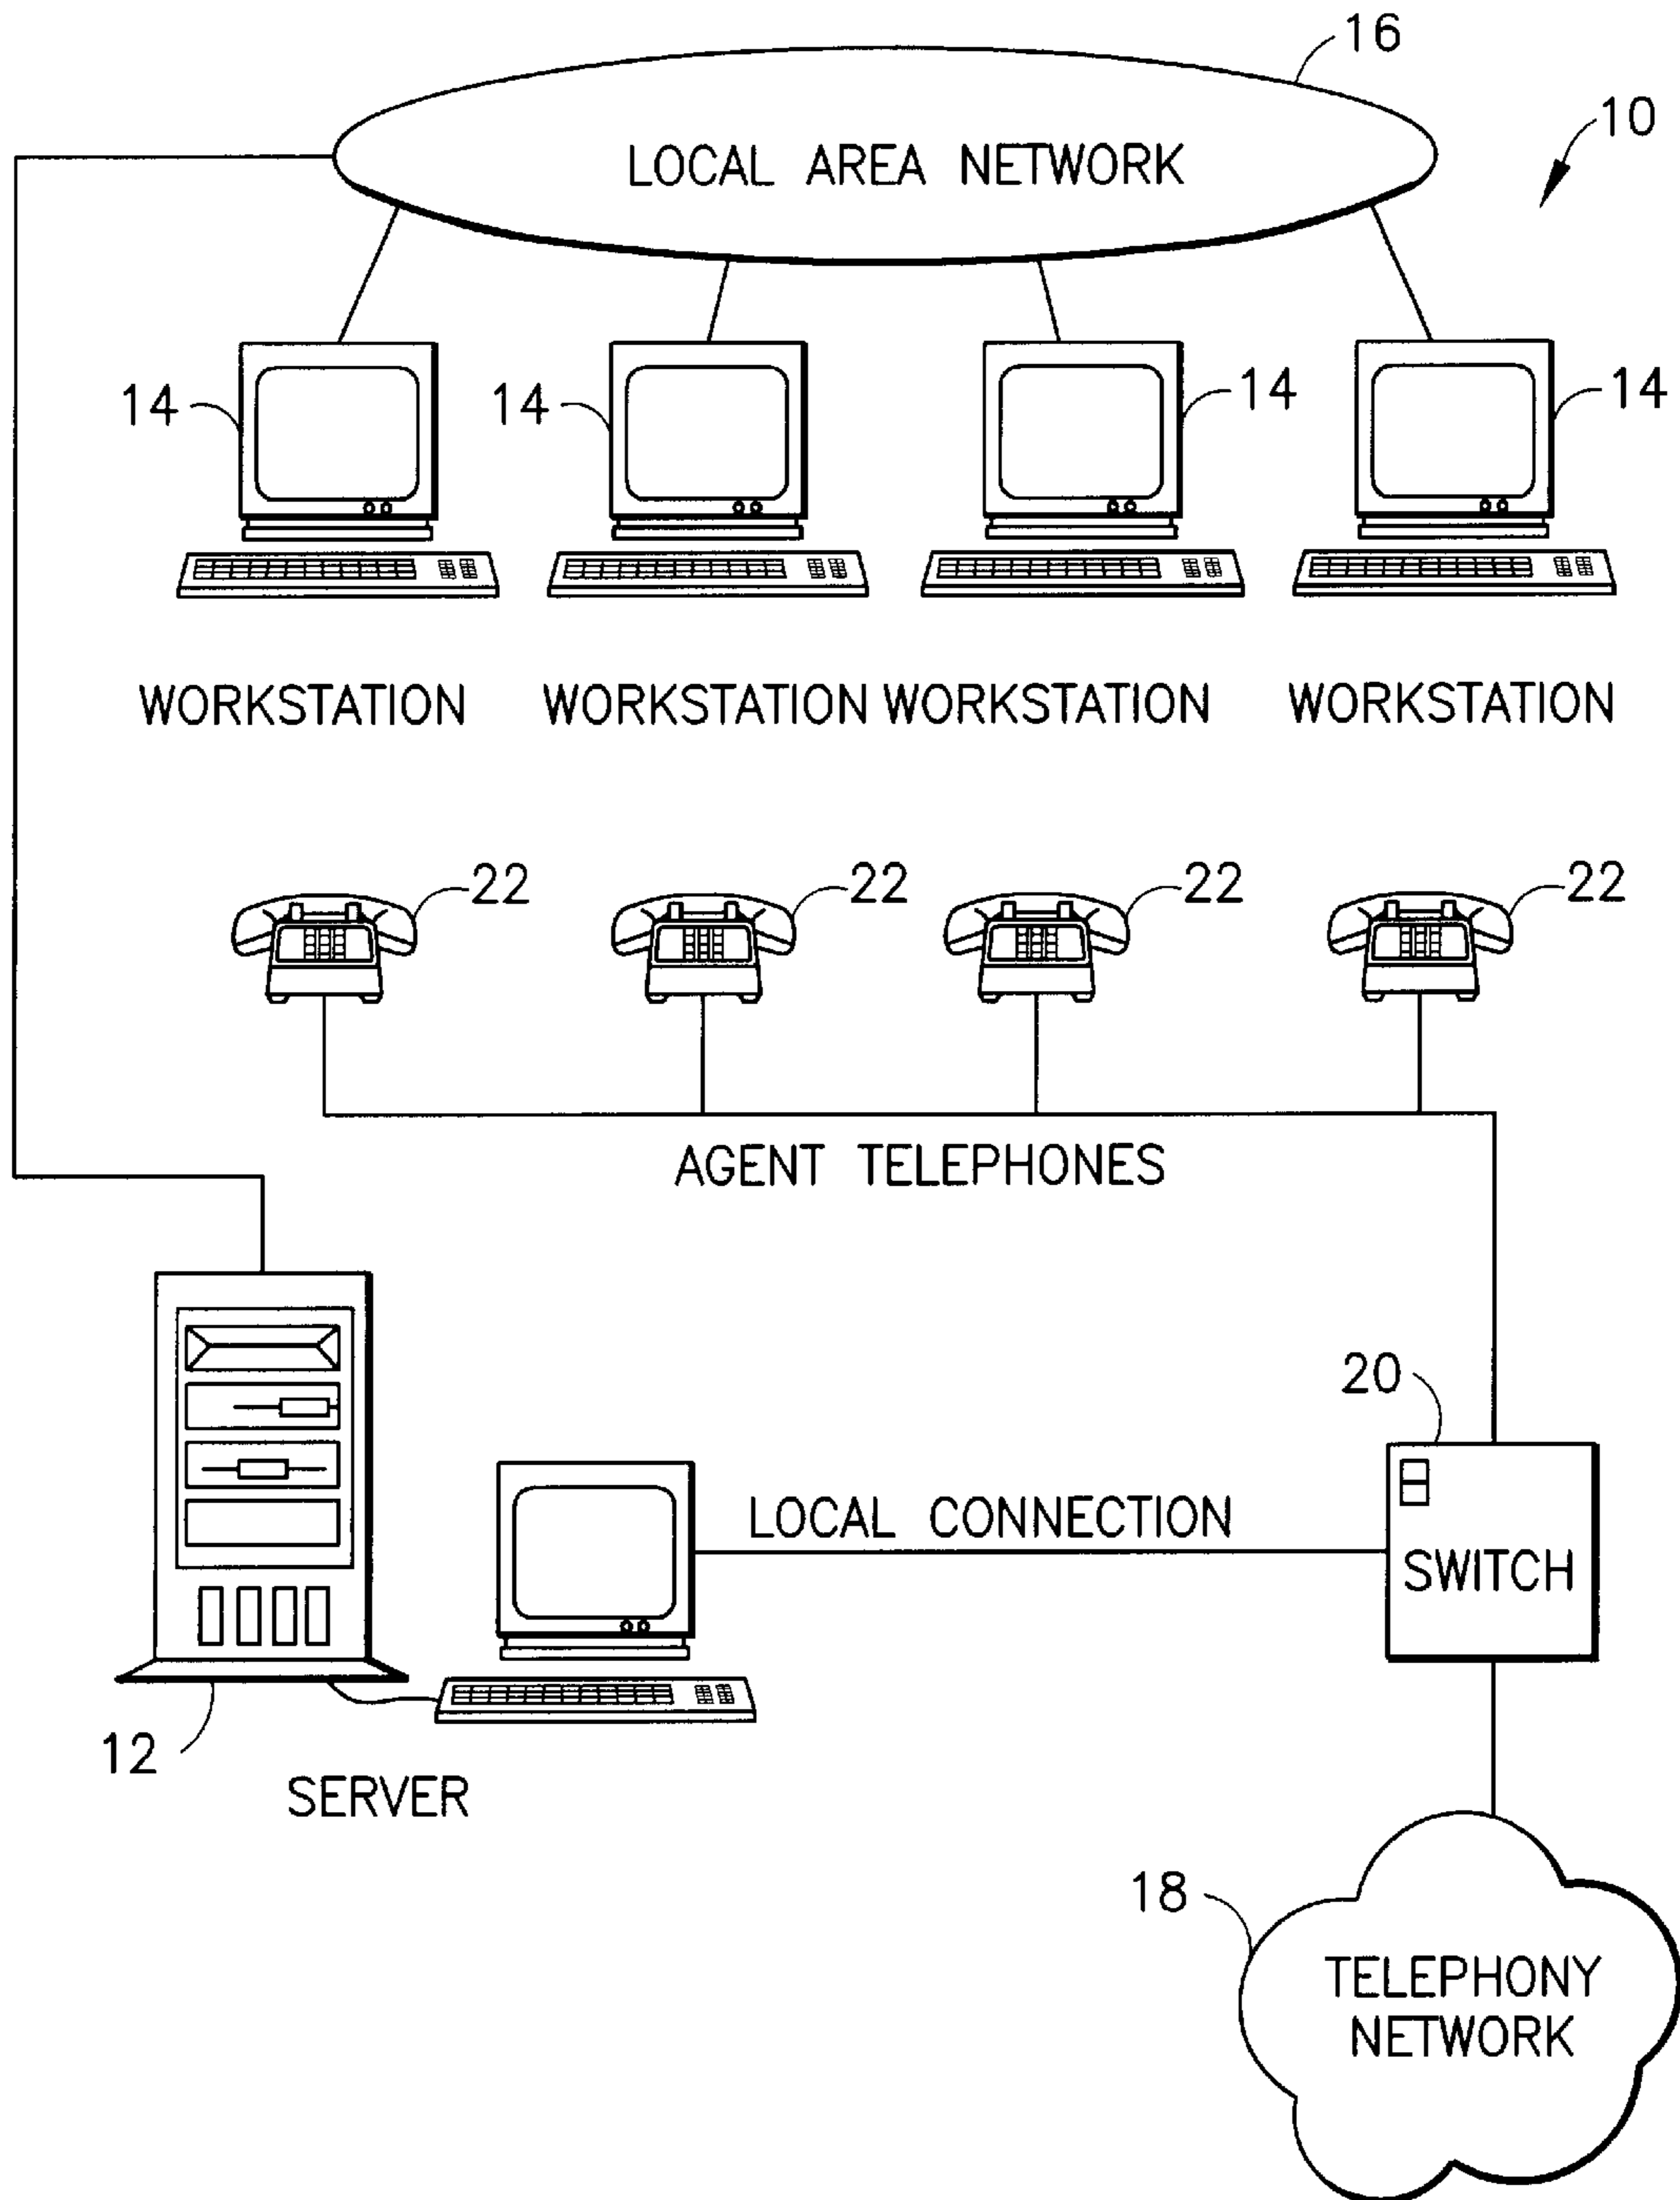 16
10
LOCAL AREA NETWORK
14
14
14
14
WORKSTATION
WORKSTATION
WORKSTATION
WORKSTATION
22
22
22
22
AGENT TELEPHONES
20
LOCAL CONNECTION
SWITCH
12
SERVER
18
TELEPHONY
NETWORK